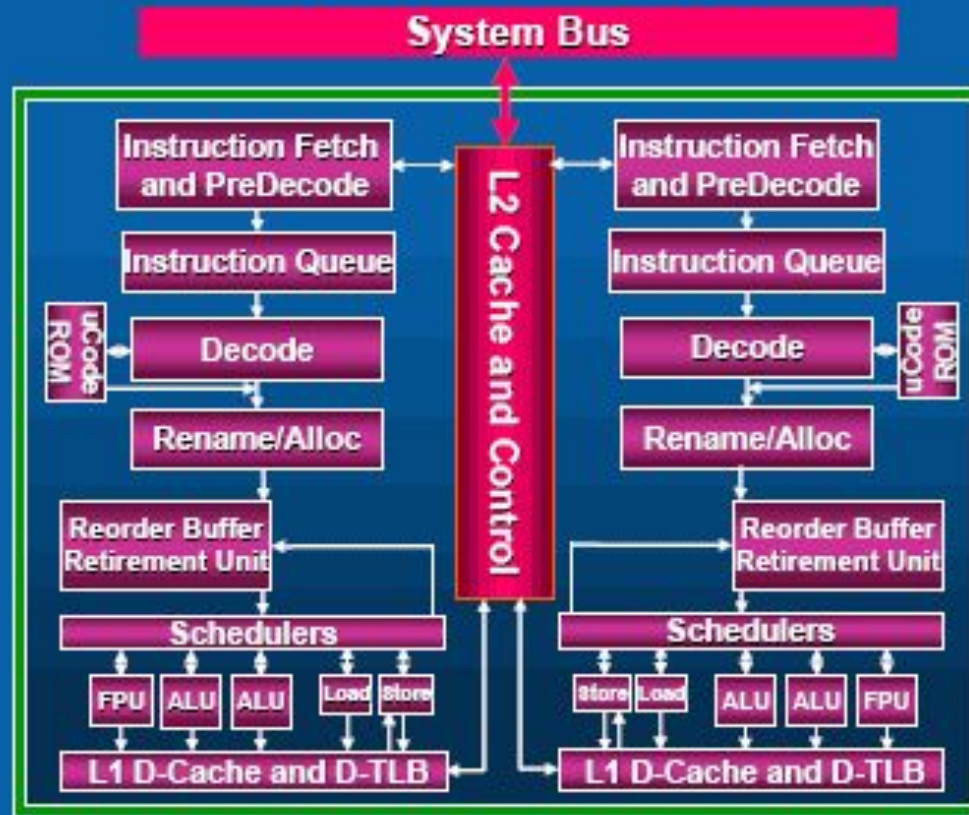 System Bus
Instruction Fetch
and PreDecode
Instruction Queue
uCode
ROM
Decode
Rename/Alloc
Reorder Buffer
Retirement Unit
Schedulers
FPU
ALU
ALU
Load
Store
L1 D-Cache and D-TLB
L2 Cache and Control
Instruction Fetch
and PreDecode
Instruction Queue
Decode
uCode
ROM
Rename/Alloc
Reorder Buffer
Retirement Unit
Schedulers
Store
Load
ALU
ALU
FPU
L1 D-Cache and D-TLB